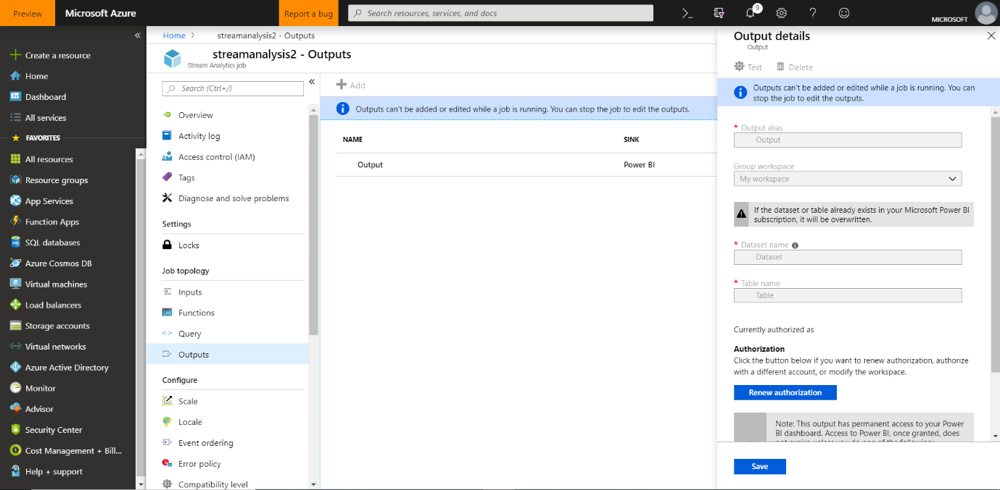 Preview
Microsoft Azure
Report a bug
Search resources, services, and docs
9
MICROSOFT
Create a resource
Home
Dashboard
All services
FAVORITES
All resources
Resource groups
App Services
Function Apps
SQL databases
Azure Cosmos DB
Virtual machines
Load balancers
Storage accounts
Virtual networks
Azure Active Directory
Monitor
Advisor
Security Center
Cost Management + Bill...
Help + support
Home > streamanalysis2 - Outputs
streamanalysis2 - Outputs
Stream Analytics job
Search (Ctrl+/)
Overview
Activity log
Access control (IAM)
Tags
Diagnose and solve problems
Settings
Locks
Job topology
Inputs
Functions
Query
Outputs
Configure
Scale
Locale
Event ordering
Error policy
Compatibility level
Add
Outputs can't be added or edited while a job is running. You can stop the job to edit the outputs.
NAME SINK
Output Power BI
Output details
Output
Test Delete
Outputs can't be added or edited while a job is running. You can
stop the job to edit the outputs.
* Output alias
Output
Group workspace
My workspace
If the dataset or table already exists in your Microsoft Power BI
subscription, it will be overwritten.
* Dataset name
Dataset
* Table name
Table
Currently authorized as
Authorization
Click the button below if you want to renew authorization, authorize
with a different account, or modify the workspace.
Renew authorization
Note: This output has permanent access to your Power
BI dashboard. Access to Power BI, once granted, does
not expire unless you do one of the following:
Save